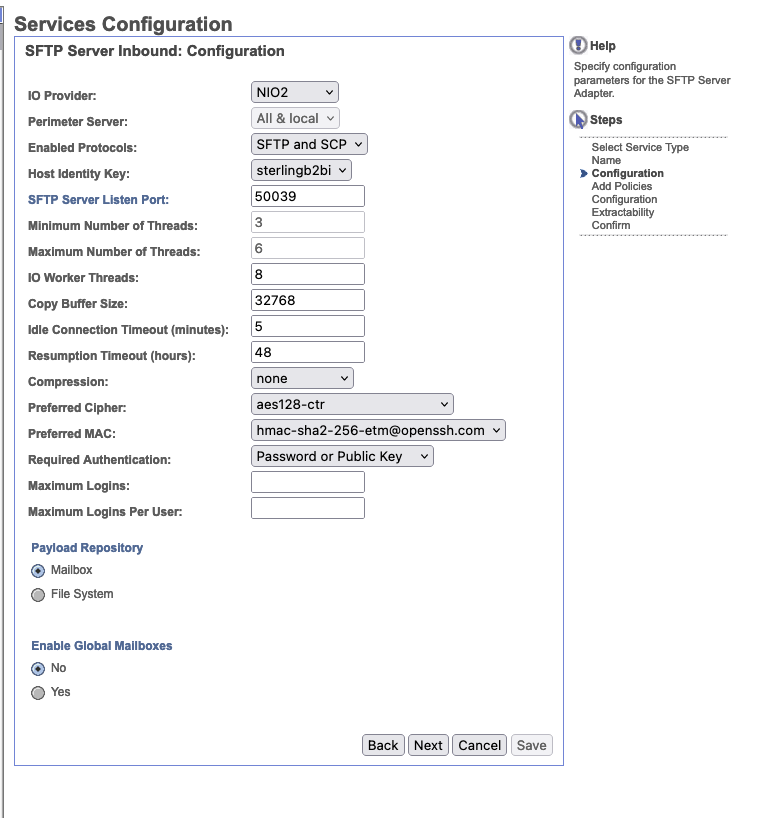 Services Configuration
SFTP Server Inbound: Configuration
IO Provider: NIO2
Perimeter Server: All & local
Enabled Protocols: SFTP and SCP
Host Identity Key: sterlingb2bi
SFTP Server Listen Port: 50039
Minimum Number of Threads: 3
Maximum Number of Threads: 6
IO Worker Threads: 8
Copy Buffer Size: 32768
Idle Connection Timeout (minutes): 5
Resumption Timeout (hours): 48
Compression: none
Preferred Cipher: aes128-ctr
Preferred MAC: hmac-sha2-256-etm@openssh.com
Required Authentication: Password or Public Key
Maximum Logins:
Maximum Logins Per User:
Payload Repository
Mailbox
File System
Enable Global Mailboxes
No
Yes
Back Next Cancel Save
Help
Specify configuration
parameters for the SFTP Server
Adapter.
Steps
Select Service Type
Name
Configuration
Add Policies
Configuration
Extractability
Confirm